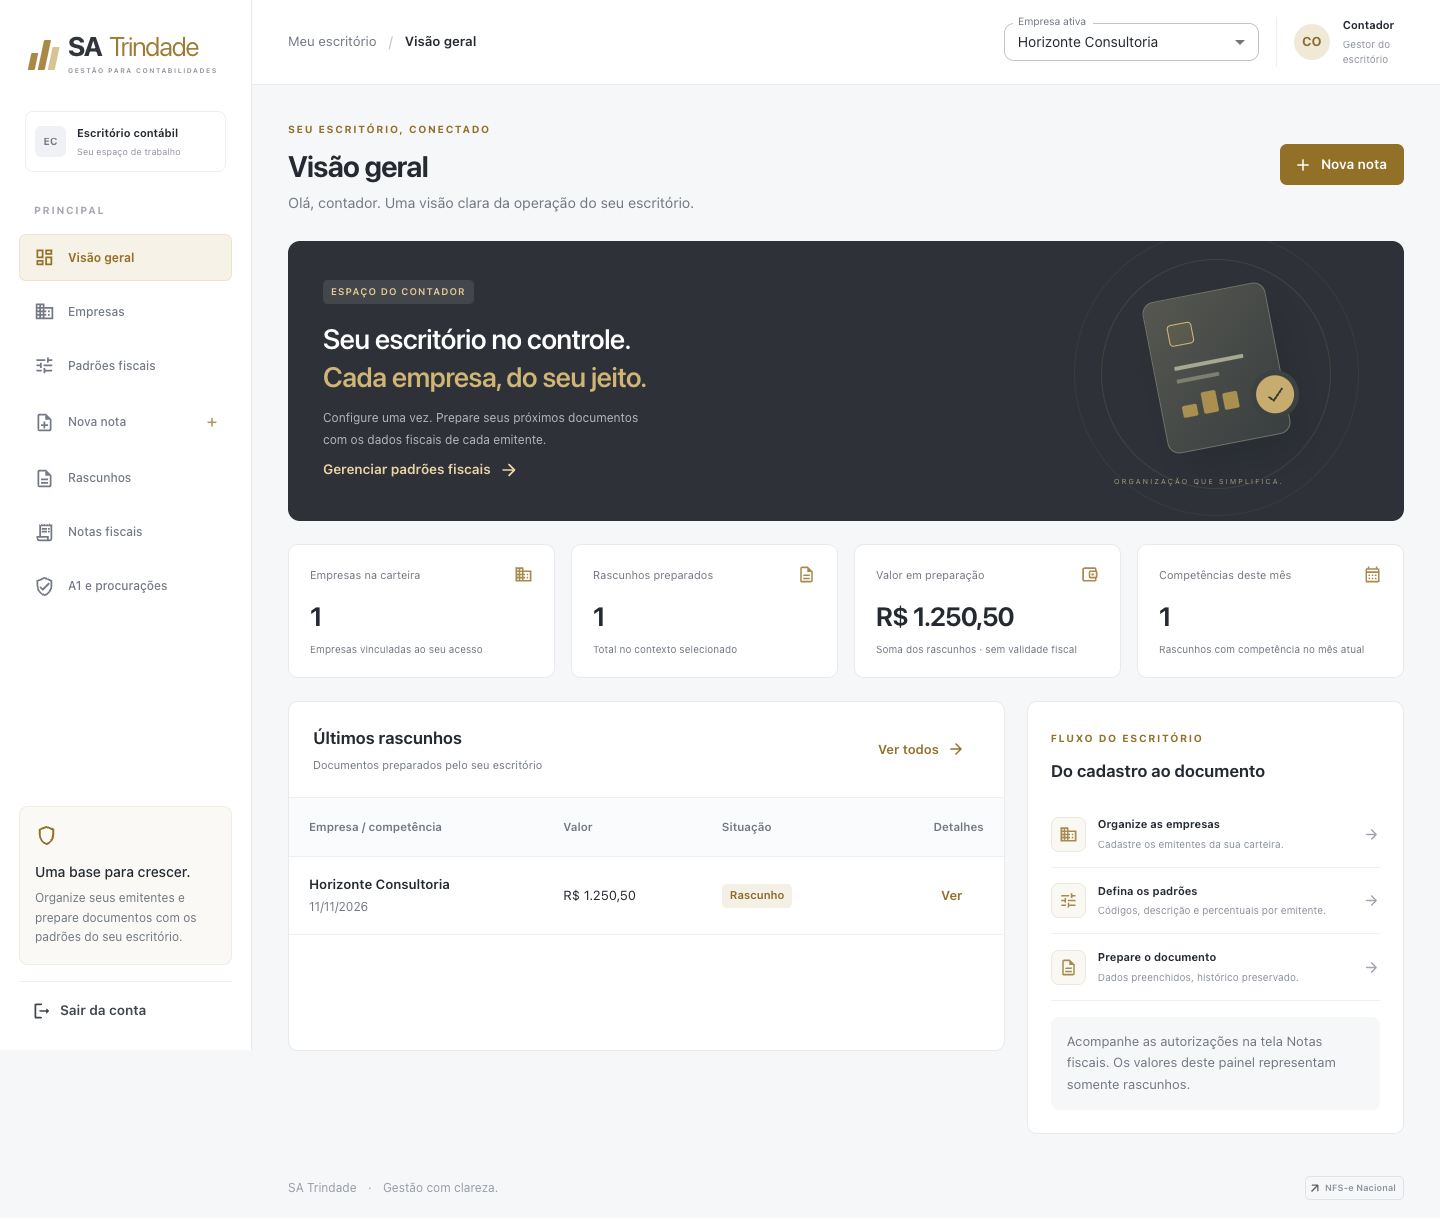 SA Trindade
GESTÃO PARA CONTABILIDADES
EC
Escritório contábil
Seu espaço de trabalho
PRINCIPAL
Visão geral
Empresas
Padrões fiscais
Nova nota +
Rascunhos
Notas fiscais
A1 e procurações
Uma base para crescer.
Organize seus emitentes e
prepare documentos com os
padrões do seu escritório.
Sair da conta
Meu escritório / Visão geral
Empresa ativa
Horizonte Consultoria
CO
Contador
Gestor do
escritório
SEU ESCRITÓRIO, CONECTADO
Visão geral
Olá, contador. Uma visão clara da operação do seu escritório.
+ Nova nota
ESPAÇO DO CONTADOR
Seu escritório no controle.
Cada empresa, do seu jeito.
Configure uma vez. Prepare seus próximos documentos
com os dados fiscais de cada emitente.
Gerenciar padrões fiscais →
ORGANIZAÇÃO QUE SIMPLIFICA.
Empresas na carteira
1
Empresas vinculadas ao seu acesso
Rascunhos preparados
1
Total no contexto selecionado
Valor em preparação
R$ 1.250,50
Soma dos rascunhos · sem validade fiscal
Competências deste mês
1
Rascunhos com competência no mês atual
Últimos rascunhos
Documentos preparados pelo seu escritório
Ver todos →
Empresa / competência Valor Situação Detalhes
Horizonte Consultoria
11/11/2026
R$ 1.250,50
Rascunho
Ver
FLUXO DO ESCRITÓRIO
Do cadastro ao documento
Organize as empresas
Cadastre os emitentes da sua carteira.
Defina os padrões
Códigos, descrição e percentuais por emitente.
Prepare o documento
Dados preenchidos, histórico preservado.
Acompanhe as autorizações na tela Notas
fiscais. Os valores deste painel representam
somente rascunhos.
SA Trindade · Gestão com clareza.
NFS-e Nacional